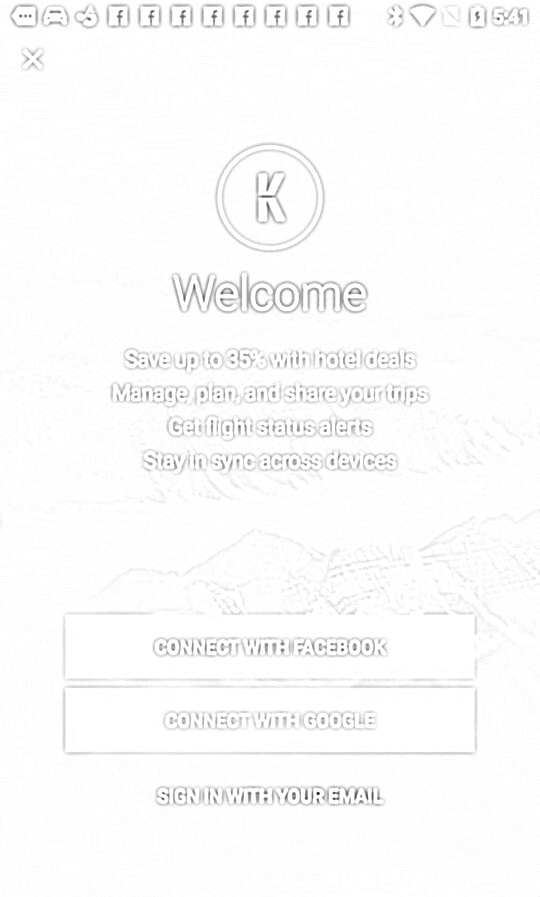 5:41
K
Welcome
Save up to 35% with hotel deals
Manage, plan, and share your trips
Get flight status alerts
Stay in sync across devices
CONNECT WITH FACEBOOK
CONNECT WITH GOOGLE
SIGN IN WITH YOUR EMAIL